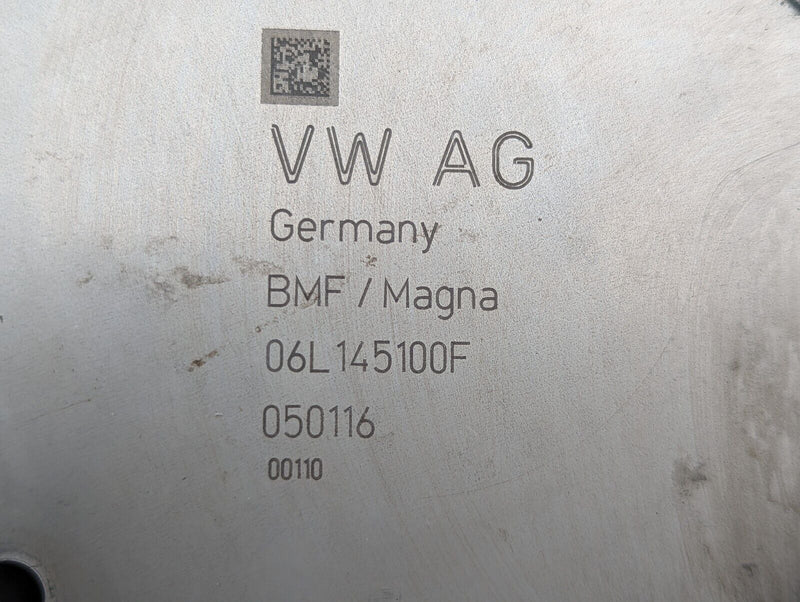 VW AG
Germany
BMF / Magna
06L145100F
050116
00110